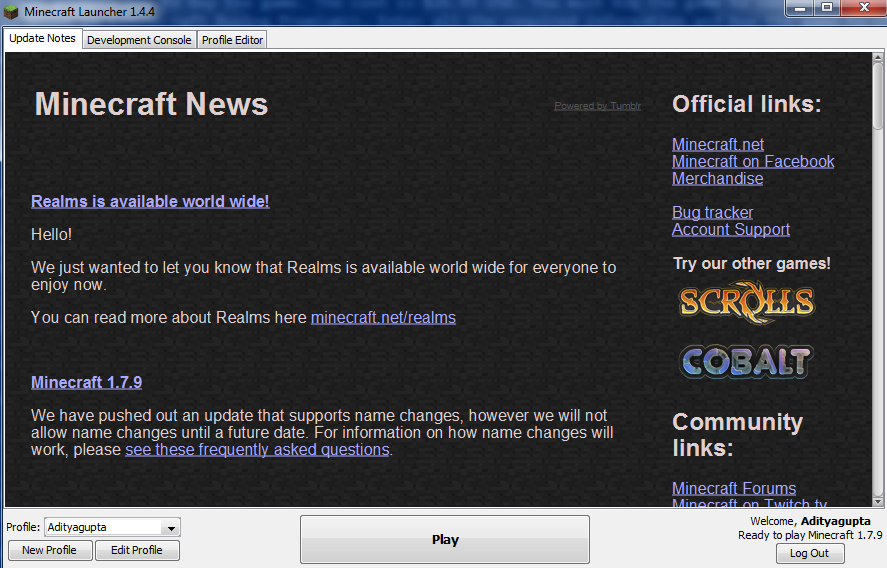 Minecraft Launcher 1.4.4
Update Notes Development Console Profile Editor
Minecraft News
Powered by Tumblr
Realms is available world wide!
Hello!
We just wanted to let you know that Realms is available world wide for everyone to
enjoy now.
You can read more about Realms here minecraft.net/realms
Minecraft 1.7.9
We have pushed out an update that supports name changes, however we will not
allow name changes until a future date. For information on how name changes will
work, please see these frequently asked questions.
Official links:
Minecraft.net
Minecraft on Facebook
Merchandise
Bug tracker
Account Support
Try our other games!
SCROLLS
COBALT
Community
links:
Minecraft Forums
Minecraft on Twitch.tv
Profile: Adityagupta
New Profile Edit Profile
Play
Welcome, Adityagupta
Ready to play Minecraft 1.7.9
Log Out